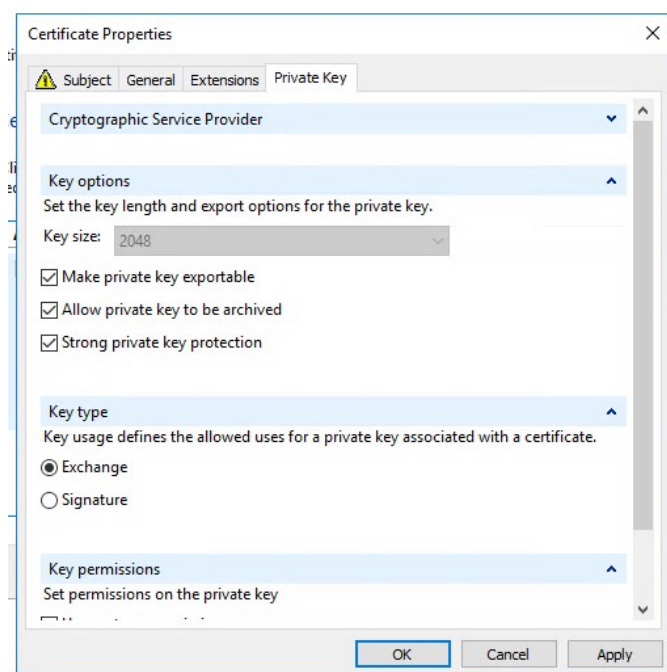 Certificate Properties
Subject General Extensions Private Key
Cryptographic Service Provider
Key options
Set the key length and export options for the private key.
Key size: 2048
Make private key exportable
Allow private key to be archived
Strong private key protection
Key type
Key usage defines the allowed uses for a private key associated with a certificate.
Exchange
Signature
Key permissions
Set permissions on the private key
OK Cancel Apply